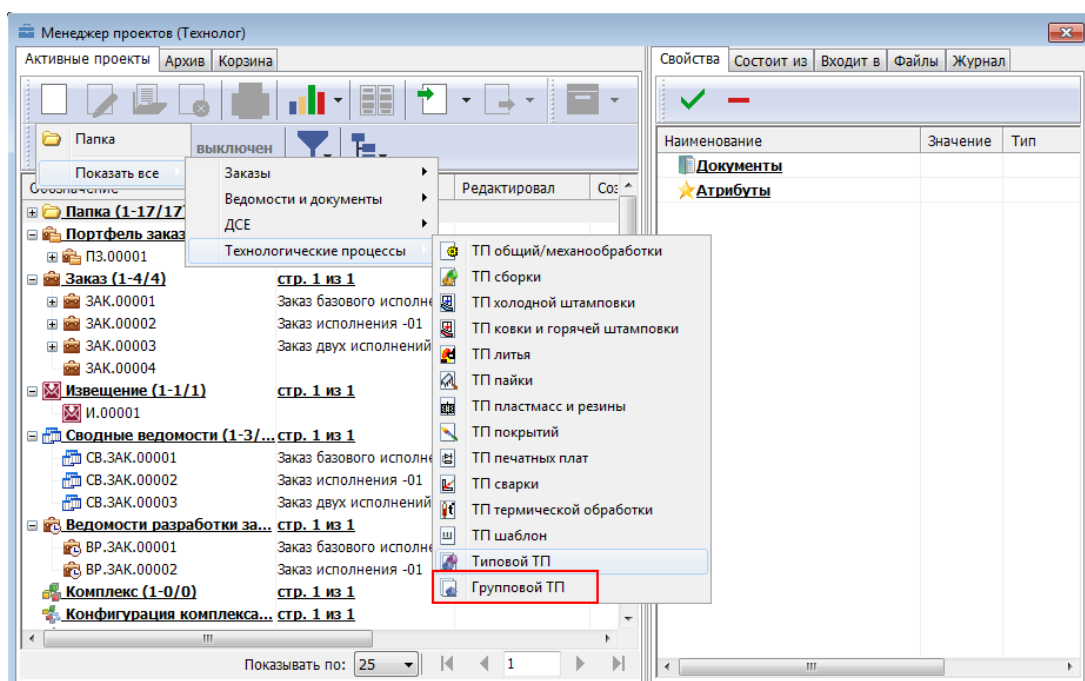 Менеджер проектов (Технолог)
Активные проекты Архив Корзина
Свойства Состоит из Входит в Файлы Журнал
Папка
выключен
Показать все
Заказы
Ведомости и документы
ДСЕ
Технологические процессы
ТП общий/механообработки
ТП сборки
ТП холодной штамповки
ТП ковки и горячей штамповки
ТП литья
ТП пайки
ТП пластмасс и резины
ТП покрытий
ТП печатных плат
ТП сварки
ТП термической обработки
ТП шаблон
Типовой ТП
Групповой ТП
Редактировал Соз
Папка (1-17/17)
Портфель заказ
ПЗ.00001
Заказ (1-4/4) стр. 1 из 1
ЗАК.00001 Заказ базового исполне
ЗАК.00002 Заказ исполнения -01
ЗАК.00003 Заказ двух исполнений
ЗАК.00004
Извещение (1-1/1) стр. 1 из 1
И.00001
Сводные ведомости (1-3/... стр. 1 из 1
СВ.ЗАК.00001 Заказ базового исполне
СВ.ЗАК.00002 Заказ исполнения -01
СВ.ЗАК.00003 Заказ двух исполнений
Ведомости разработки за... стр. 1 из 1
ВР.ЗАК.00001 Заказ базового исполне
ВР.ЗАК.00002 Заказ исполнения -01
Комплекс (1-0/0) стр. 1 из 1
Конфигурация комплекса... стр. 1 из 1
Показывать по: 25 1
Наименование Значение Тип
Документы
Атрибуты